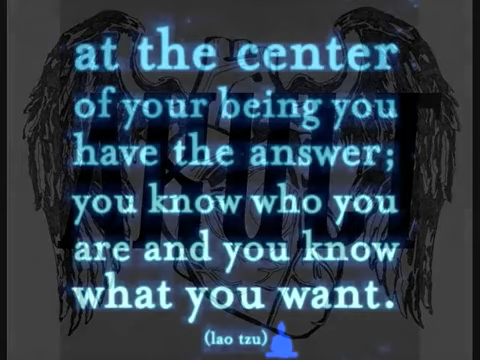 at the center
of your being you
have the answer;
you know who you
are and you know
what you want.
(lao tzu)